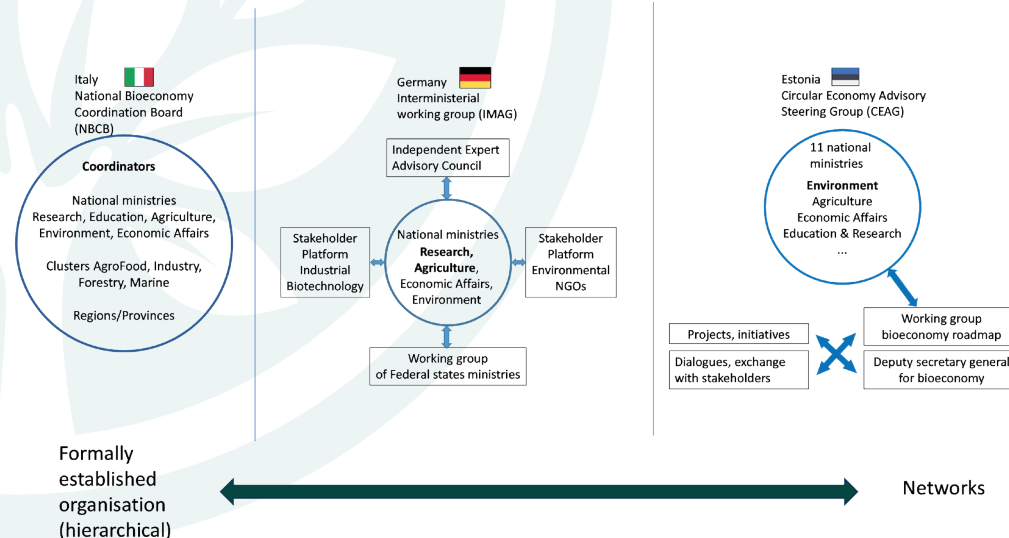 Italy
National Bioeconomy
Coordination Board
(NBCB)
Coordinators
National ministries
Research, Education, Agriculture,
Environment, Economic Affairs
Clusters AgroFood, Industry,
Forestry, Marine
Regions/Provinces
Germany
Interministerial
working group (IMAG)
Independent Expert
Advisory Council
Stakeholder
Platform
Industrial
Biotechnology
National ministries
Research,
Agriculture,
Economic Affairs,
Environment
Stakeholder
Platform
Environmental
NGOs
Working group
of Federal states ministries
Estonia
Circular Economy Advisory
Steering Group (CEAG)
11 national
ministries
Environment
Agriculture
Economic Affairs
Education & Research
...
Working group
bioeconomy roadmap
Projects, initiatives
Dialogues, exchange
with stakeholders
Deputy secretary general
for bioeconomy
Formally
established
organisation
(hierarchical)
Networks